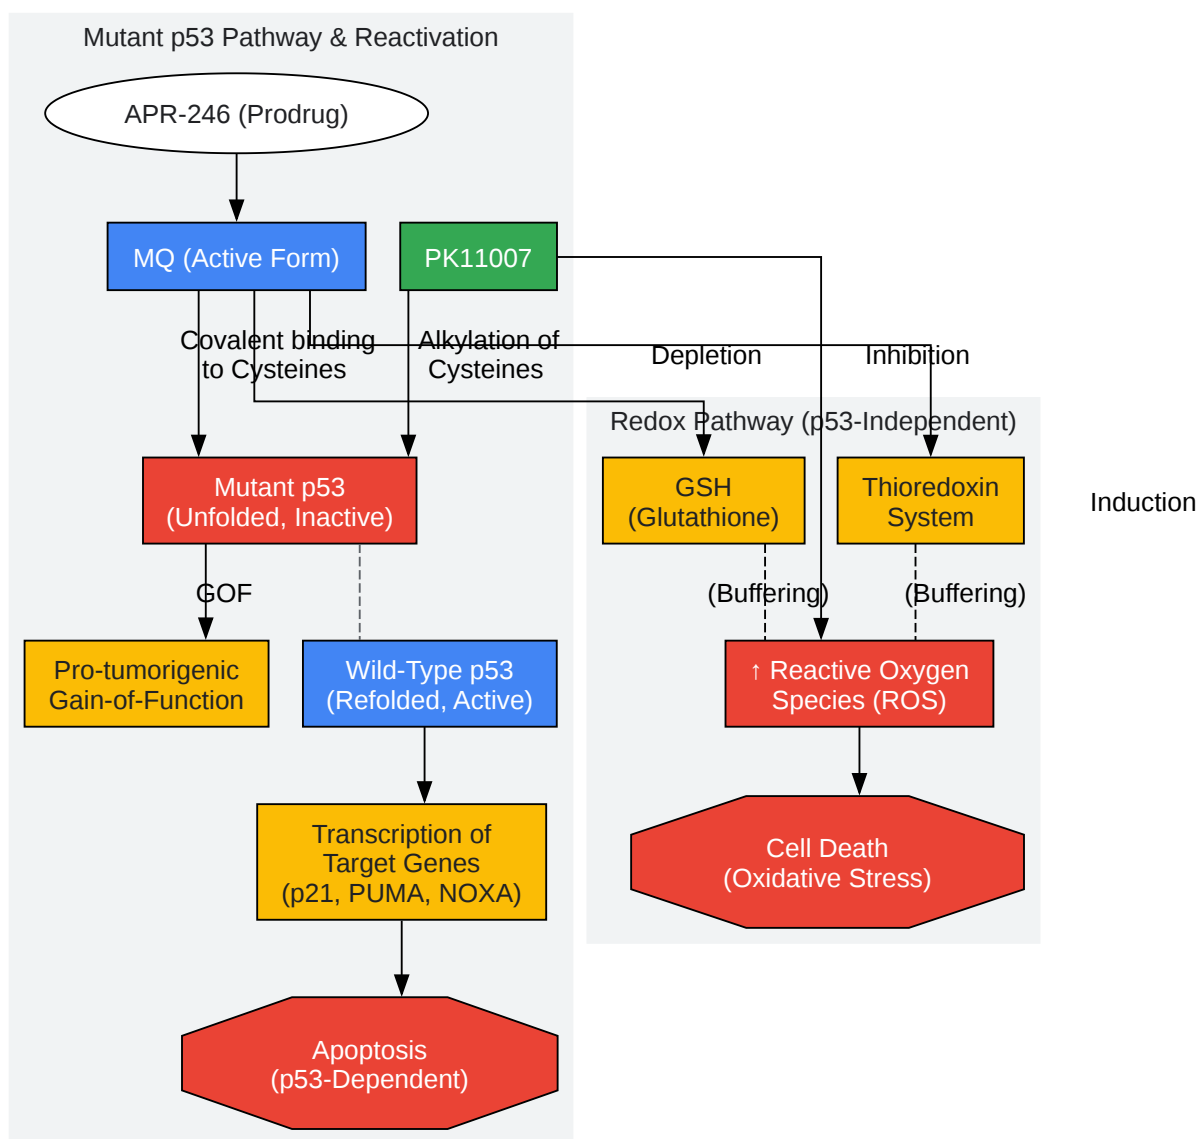 Mutant p53 Pathway & Reactivation
APR-246 (Prodrug)
MQ (Active Form)
PK11007
Covalent binding
to Cysteines
Alkylation of
Cysteines
Depletion
Inhibition
Redox Pathway (p53-Independent)
Mutant p53
(Unfolded, Inactive)
GSH
(Glutathione)
Thioredoxin
System
Induction
GOF
(Buffering)
(Buffering)
Pro-tumorigenic
Gain-of-Function
Wild-Type p53
(Refolded, Active)
↑ Reactive Oxygen
Species (ROS)
Transcription of
Target Genes
(p21, PUMA, NOXA)
Cell Death
(Oxidative Stress)
Apoptosis
(p53-Dependent)